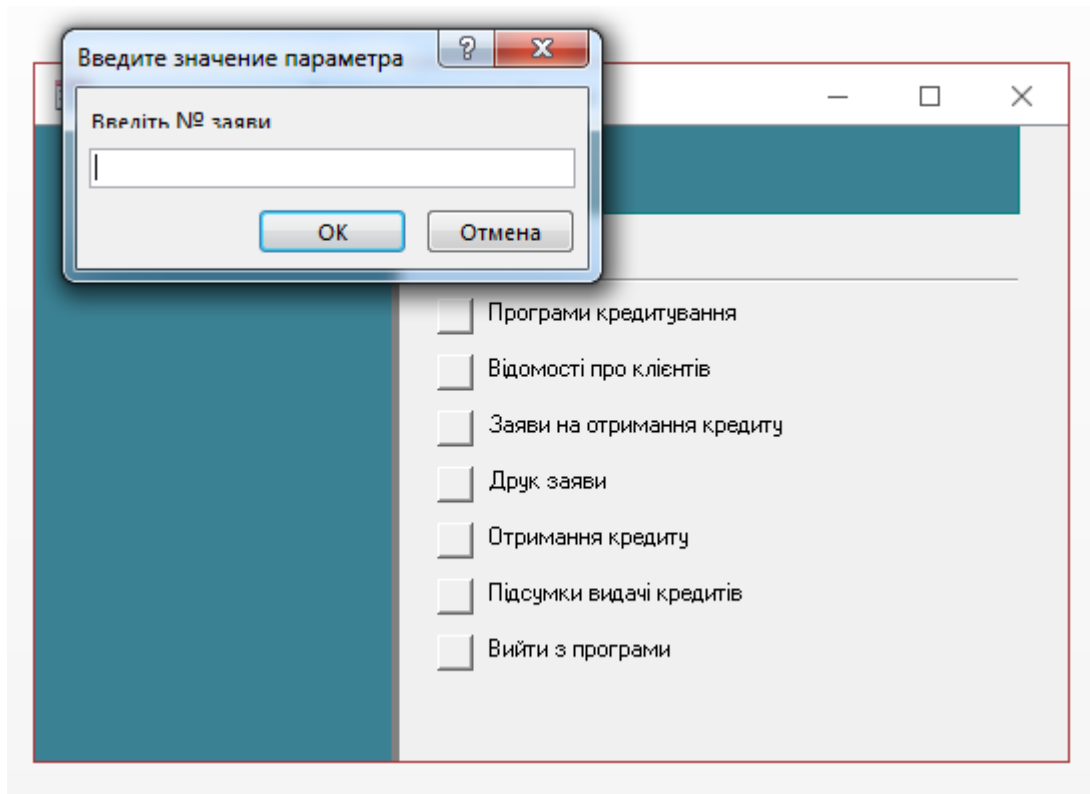 Введите значение параметра
Введіть № заяви
OK
Отмена
Програми кредитування
Відомості про клієнтів
Заяви на отримання кредиту
Друк заяви
Отримання кредиту
Підсумки видачі кредитів
Вийти з програми